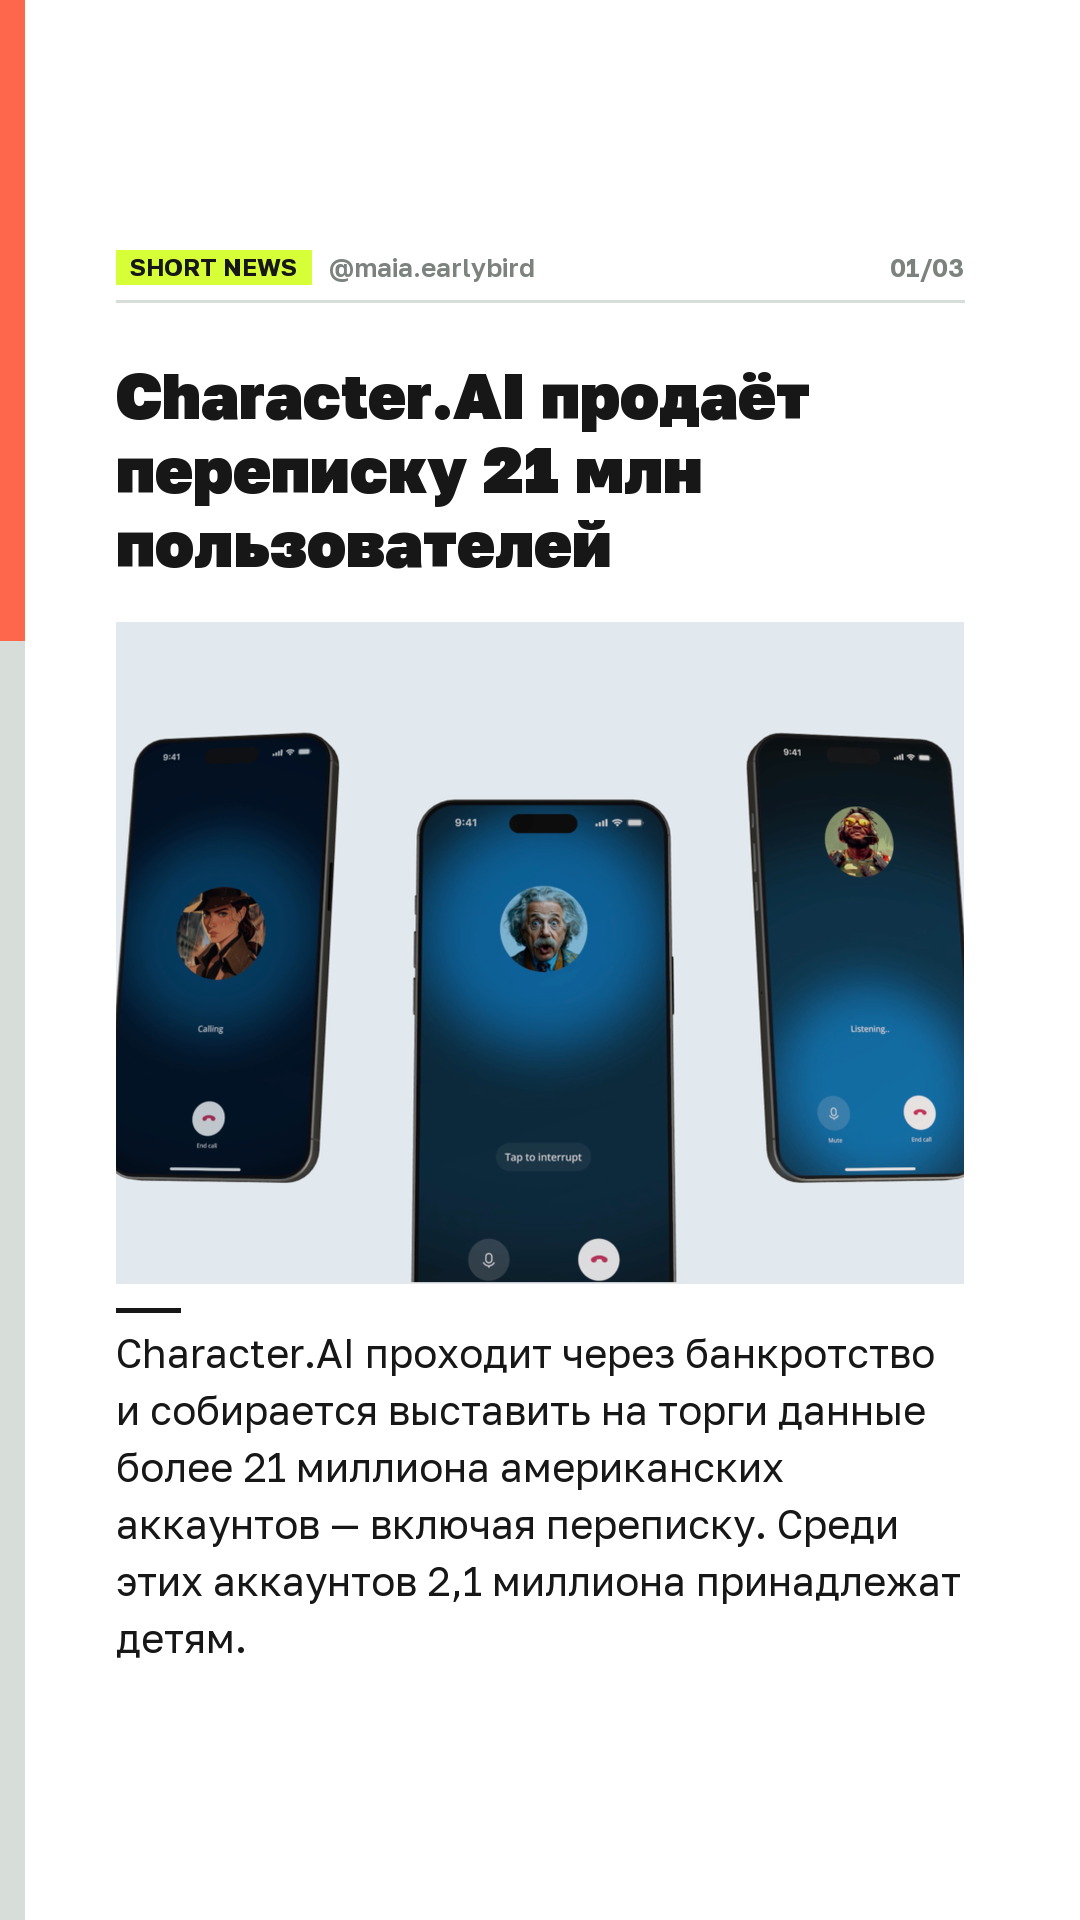 SHORT NEWS @maia.earlybird 01/03
Character.AI продаёт
переписку 21 млн
пользователей
9:41
9:41
9:41
Calling
Listening..
End call
Mute
End call
Tap to interrupt
Character.AI проходит через банкротство
и собирается выставить на торги данные
более 21 миллиона американских
аккаунтов — включая переписку. Среди
этих аккаунтов 2,1 миллиона принадлежат
детям.